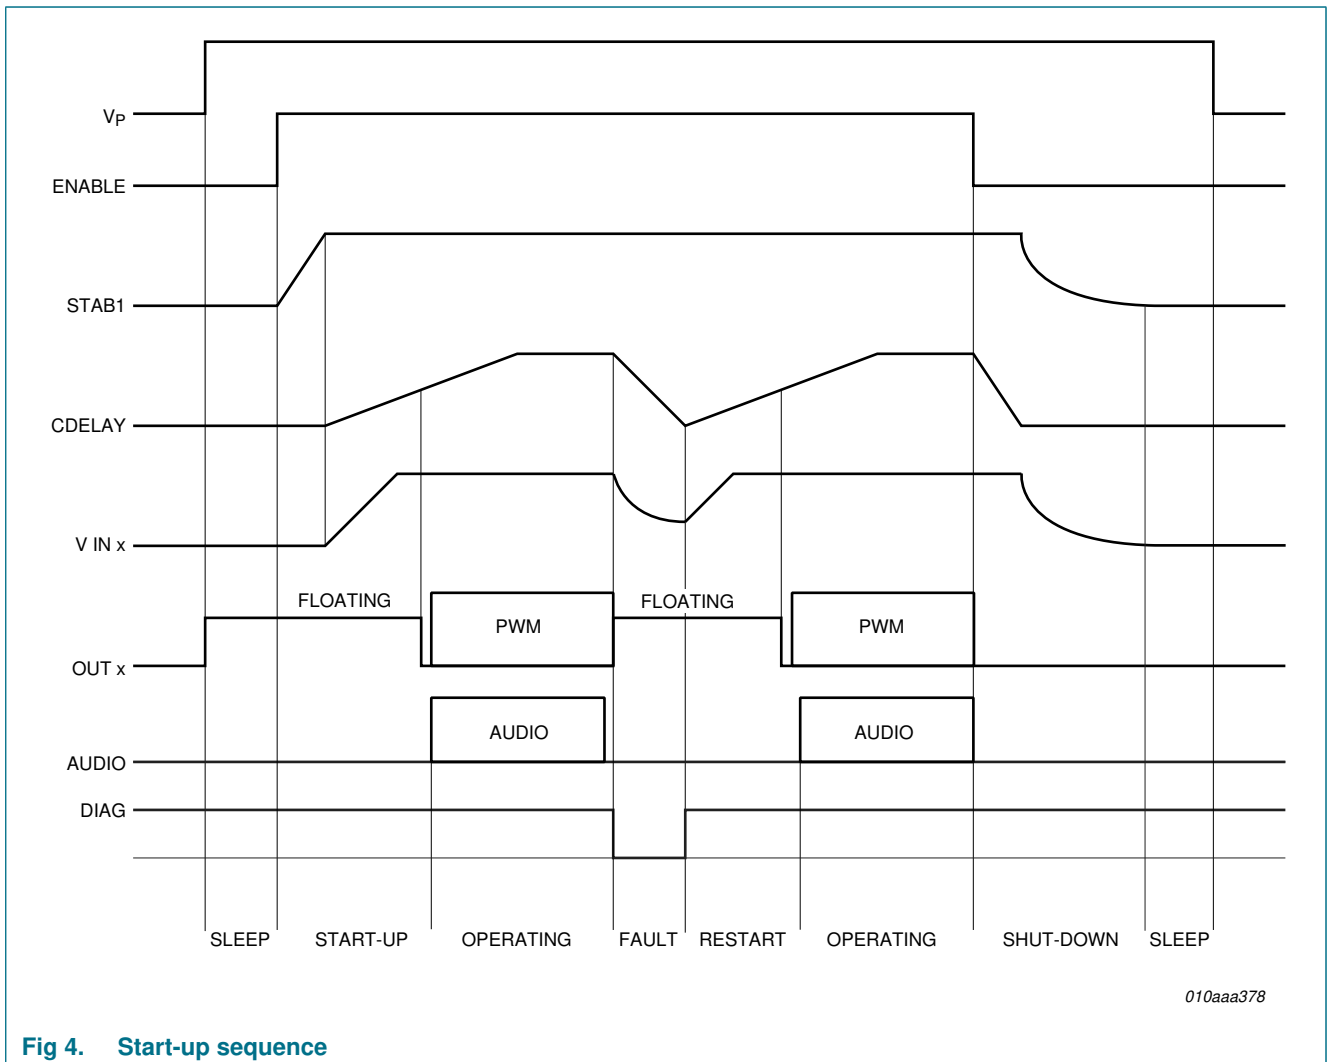 VP
ENABLE
STAB1
CDELAY
V IN x
FLOATING FLOATING
PWM PWM
OUT x
AUDIO AUDIO
AUDIO
DIAG
SLEEP START-UP OPERATING FAULT RESTART OPERATING SHUT-DOWN SLEEP
010aaa378
Fig 4. Start-up sequence